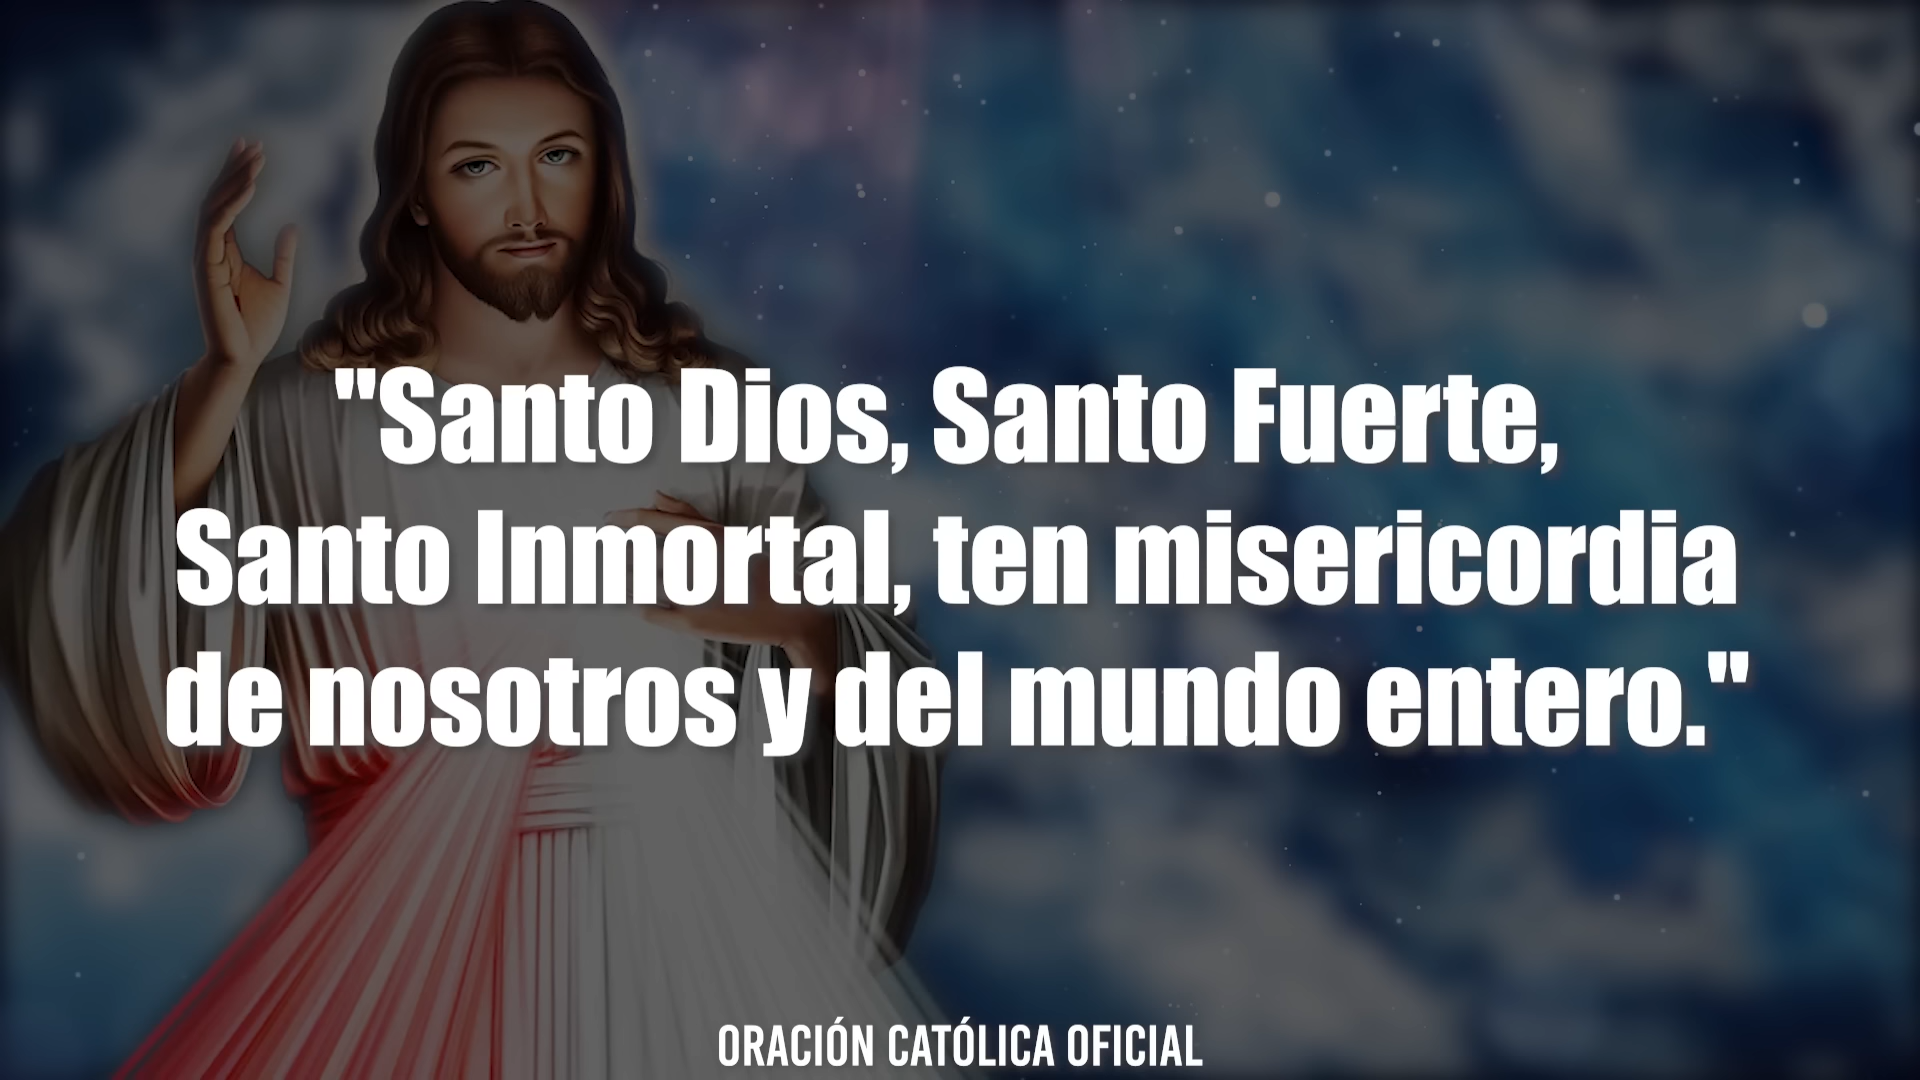 "Santo Dios, Santo Fuerte,
Santo Inmortal, ten misericordia
de nosotros y del mundo entero."
ORACIÓN CATÓLICA OFICIAL